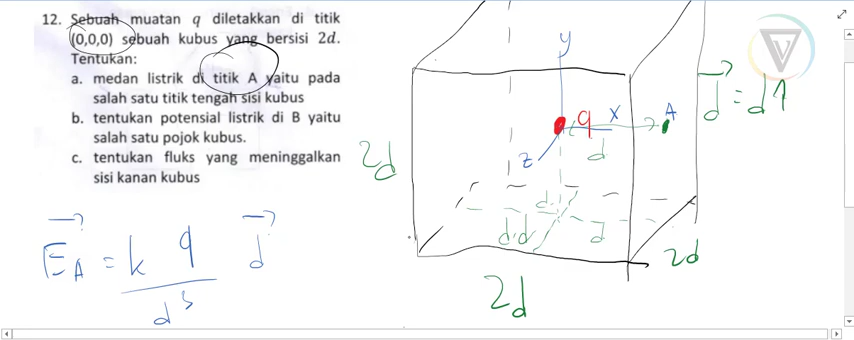 12. Sebuah muatan q diletakkan di titik
(0,0,0) sebuah kubus yang bersisi 2d.
Tentukan:
a. medan listrik di titik A yaitu pada
salah satu titik tengah sisi kubus
b. tentukan potensial listrik di B yaitu
salah satu pojok kubus.
c. tentukan fluks yang meninggalkan
sisi kanan kubus
E⃗_A = k q/d³ d⃗
y
q
x
A
z
d
d⃗ = d î
2d
d
d
d
d
2d
2d
V